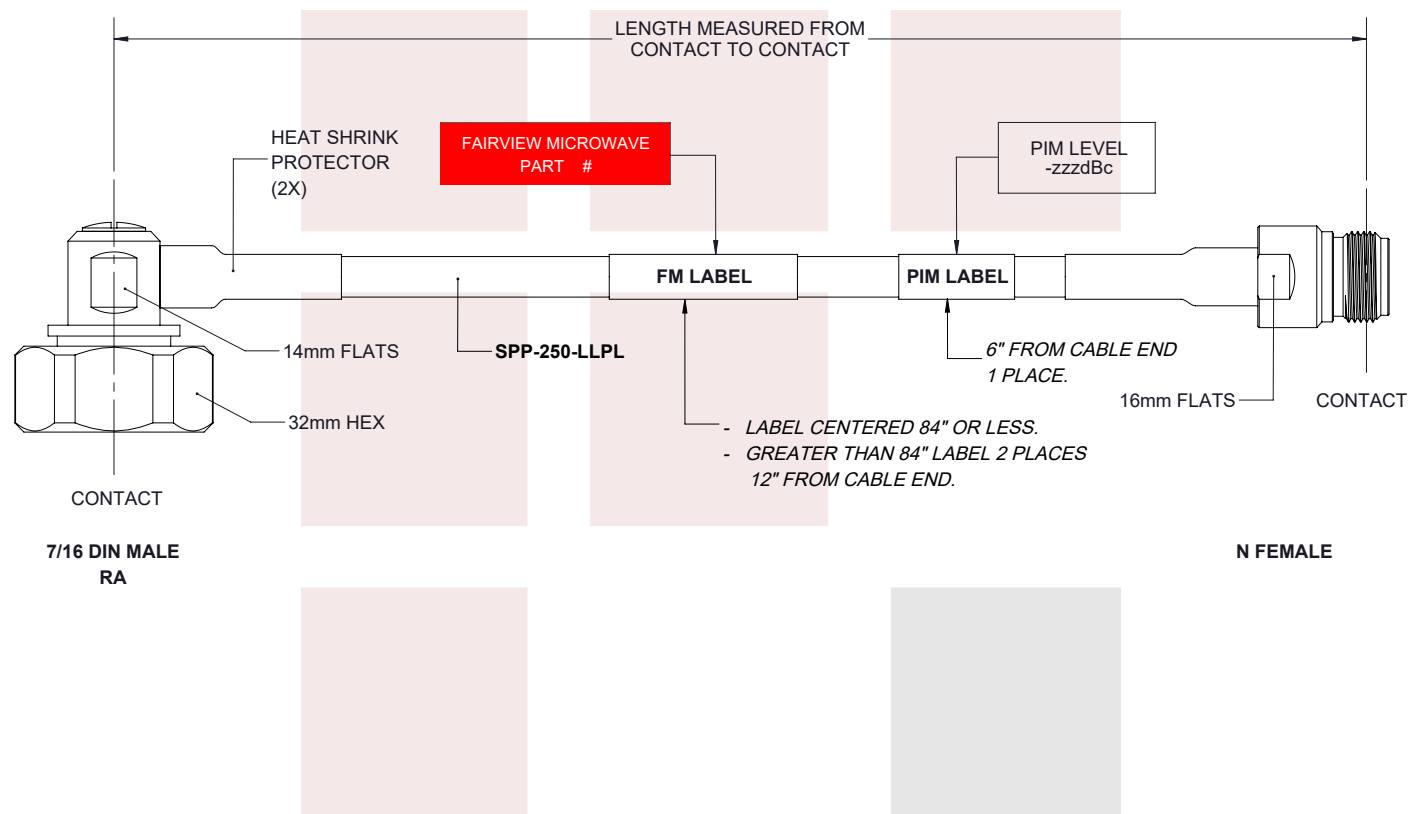 LENGTH MEASURED FROM
CONTACT TO CONTACT
HEAT SHRINK
PROTECTOR
(2X)
FAIRVIEW MICROWAVE
PART #
PIM LEVEL
-zzzdBc
FM LABEL
PIM LABEL
14mm FLATS
SPP-250-LLPL
6" FROM CABLE END
1 PLACE.
32mm HEX
16mm FLATS
CONTACT
- LABEL CENTERED 84" OR LESS.
- GREATER THAN 84" LABEL 2 PLACES
12" FROM CABLE END.
CONTACT
7/16 DIN MALE
RA
N FEMALE